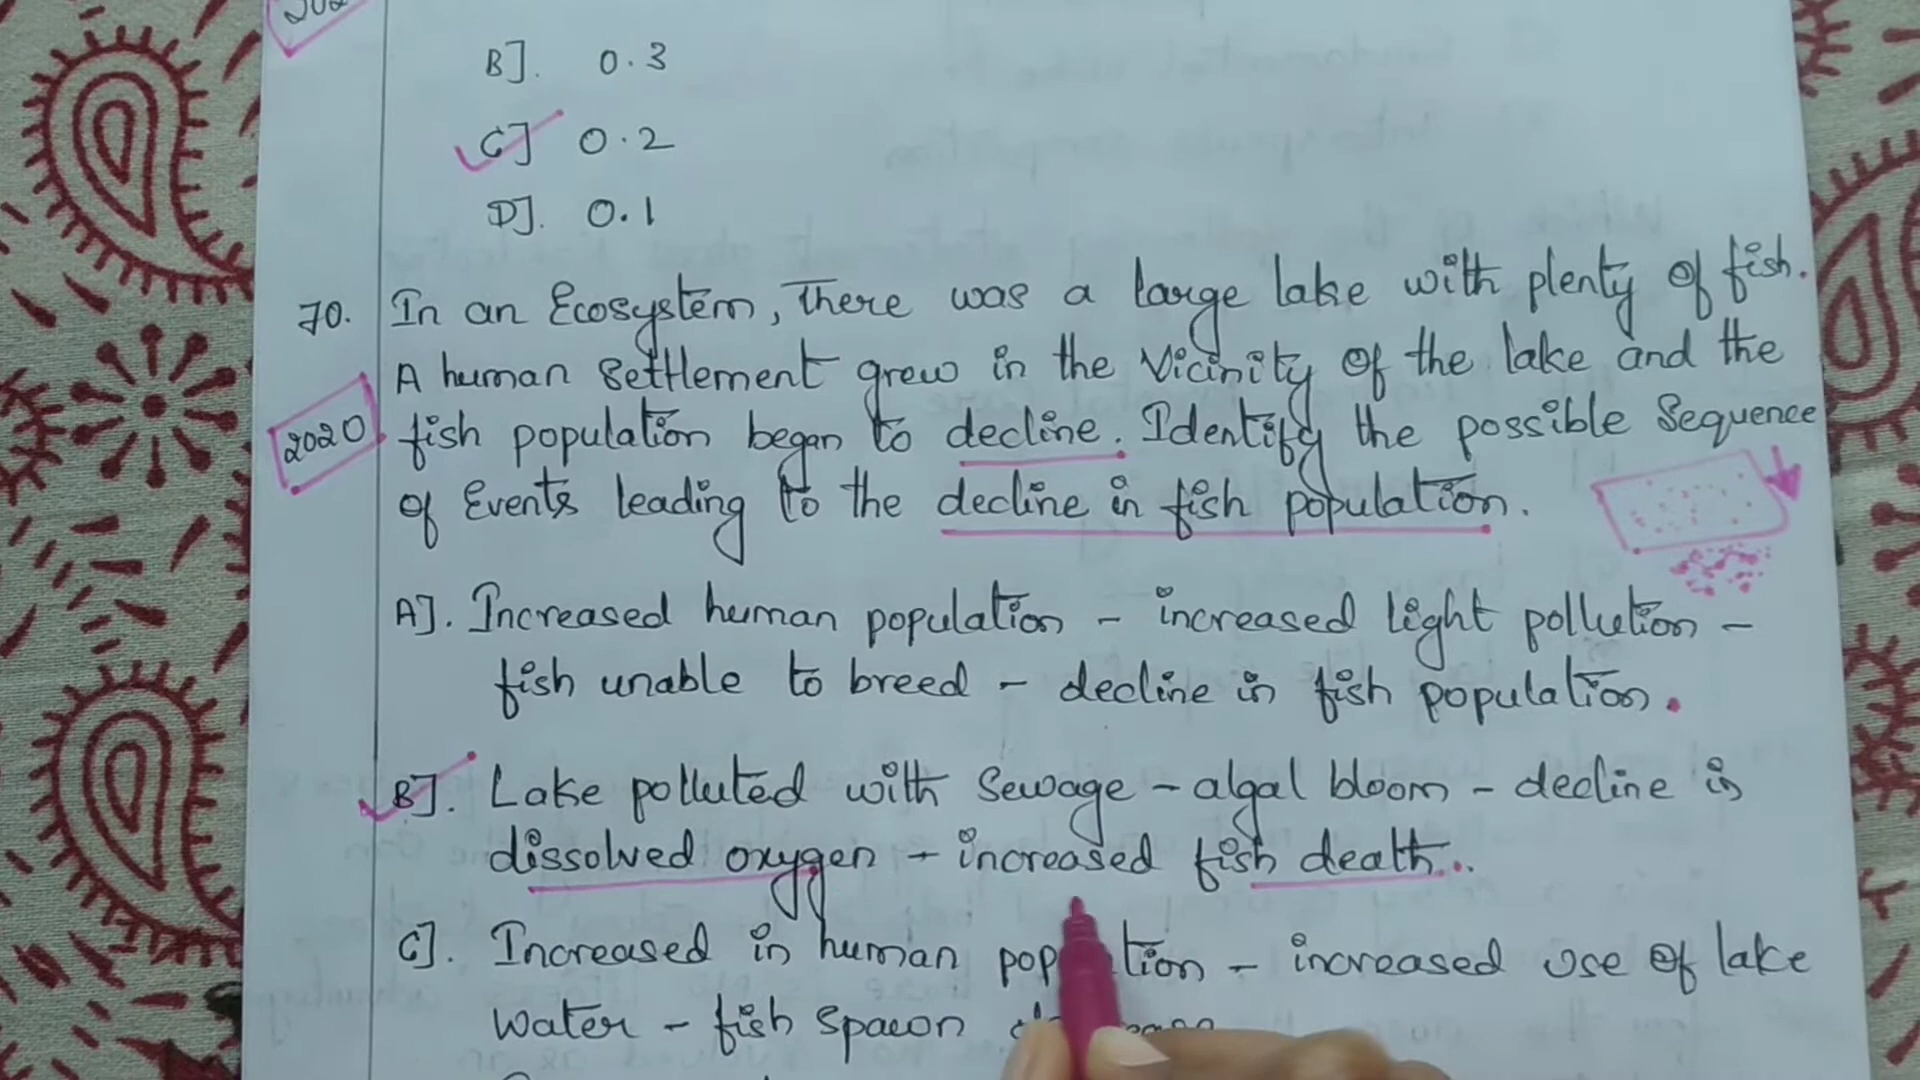 B]. 0.3
C] 0.2
D]. 0.1
70. In an Ecosystem, There was a large lake with plenty of fish.
A human Settlement grew in the Vicinity of the lake and the
2020 fish population began to decline. Identify the possible Sequence
of Events leading to the decline in fish population.
A]. Increased human population - increased light pollution -
fish unable to breed - decline in fish population.
B]. Lake polluted with Sewage - algal bloom - decline in
dissolved oxygen - increased fish death..
C]. Increased in human population - increased use of lake
Water - fish spawn